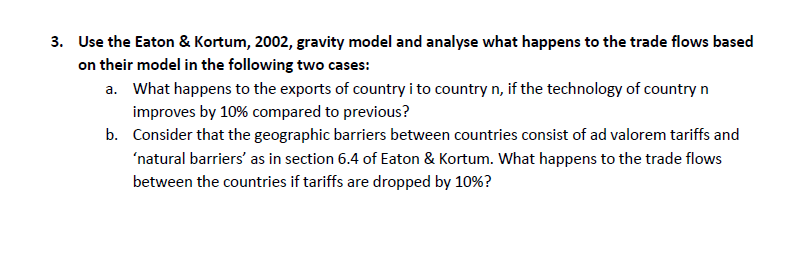 3. Use the Eaton & Kortum, 2002, gravity model and analyse what happens to the trade flows based
on their model in the following two cases:
a. What happens to the exports of country i to country n, if the technology of country n
improves by 10% compared to previous?
b. Consider that the geographic barriers between countries consist of ad valorem tariffs and
‘natural barriers’ as in section 6.4 of Eaton & Kortum. What happens to the trade flows
between the countries if tariffs are dropped by 10%?